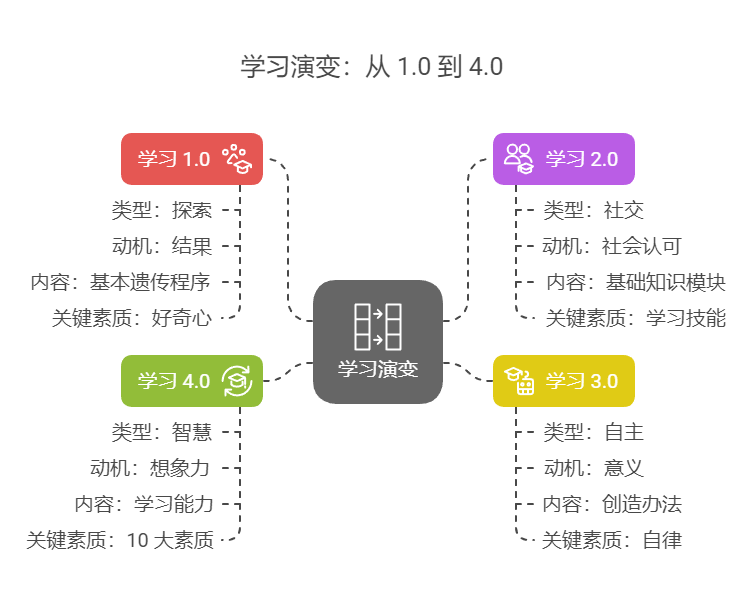 学习演变：从 1.0 到 4.0
学习 1.0
类型：探索
动机：结果
内容：基本遗传程序
关键素质：好奇心
学习 2.0
类型：社交
动机：社会认可
内容：基础知识模块
关键素质：学习技能
学习演变
学习 3.0
类型：自主
动机：意义
内容：创造办法
关键素质：自律
学习 4.0
类型：智慧
动机：想象力
内容：学习能力
关键素质：10 大素质